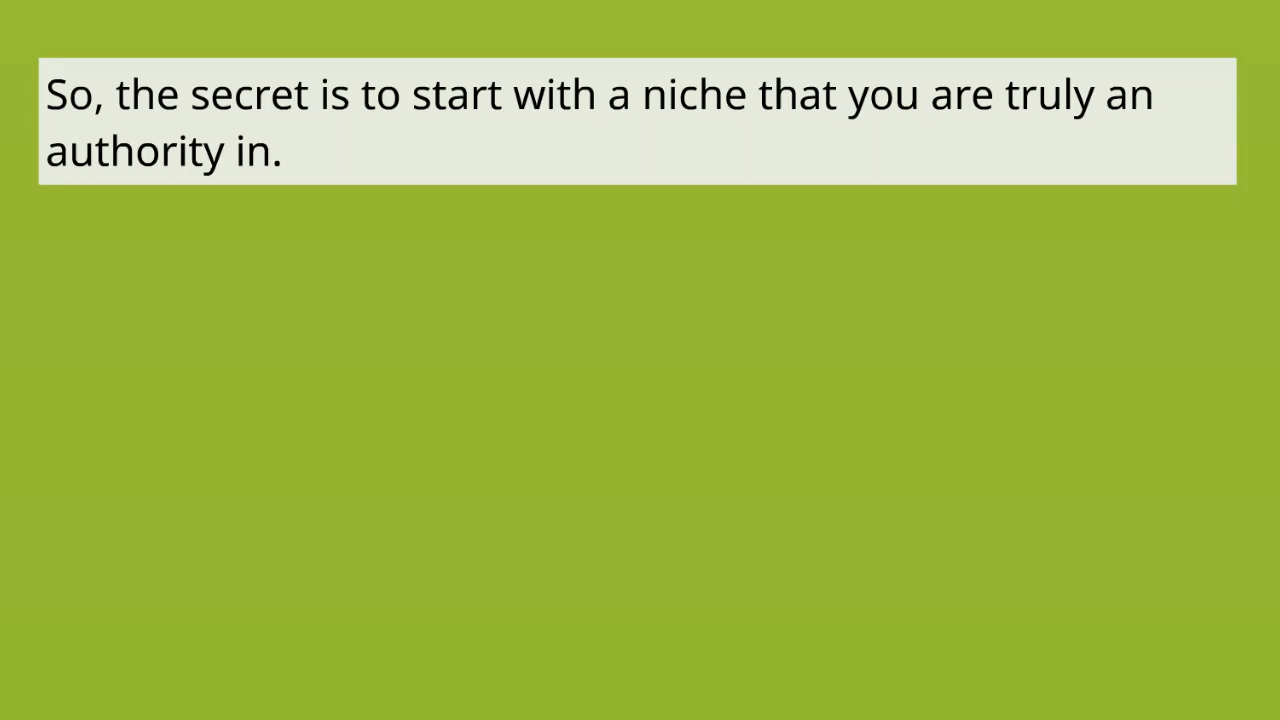 So, the secret is to start with a niche that you are truly an
authority in.